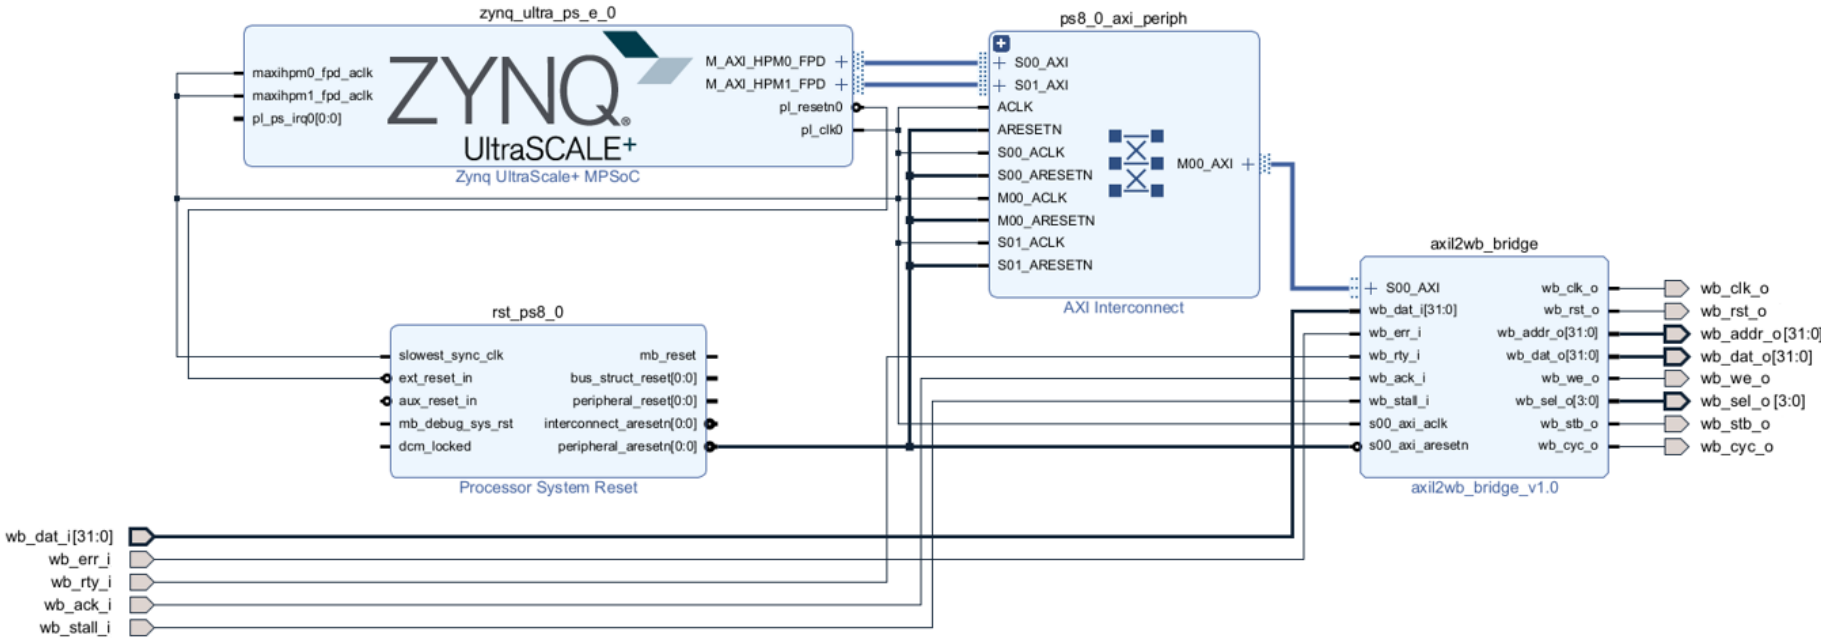 zynq_ultra_ps_e_0
maxihpm0_fpd_aclk
maxihpm1_fpd_aclk
pl_ps_irq0[0:0]
ZYNQ®
UltraSCALE+
M_AXI_HPM0_FPD
M_AXI_HPM1_FPD
pl_resetn0
pl_clk0
Zynq UltraScale+ MPSoC
ps8_0_axi_periph
S00_AXI
S01_AXI
ACLK
ARESETN
S00_ACLK
S00_ARESETN
M00_ACLK
M00_ARESETN
S01_ACLK
S01_ARESETN
M00_AXI
AXI Interconnect
rst_ps8_0
slowest_sync_clk
ext_reset_in
aux_reset_in
mb_debug_sys_rst
dcm_locked
mb_reset
bus_struct_reset[0:0]
peripheral_reset[0:0]
interconnect_aresetn[0:0]
peripheral_aresetn[0:0]
Processor System Reset
axil2wb_bridge
S00_AXI
wb_dat_i[31:0]
wb_err_i
wb_rty_i
wb_ack_i
wb_stall_i
s00_axi_aclk
s00_axi_aresetn
wb_clk_o
wb_rst_o
wb_addr_o[31:0]
wb_dat_o[31:0]
wb_we_o
wb_sel_o[3:0]
wb_stb_o
wb_cyc_o
axil2wb_bridge_v1.0
wb_clk_o
wb_rst_o
wb_addr_o[31:0]
wb_dat_o[31:0]
wb_we_o
wb_sel_o [3:0]
wb_stb_o
wb_cyc_o
wb_dat_i[31:0]
wb_err_i
wb_rty_i
wb_ack_i
wb_stall_i